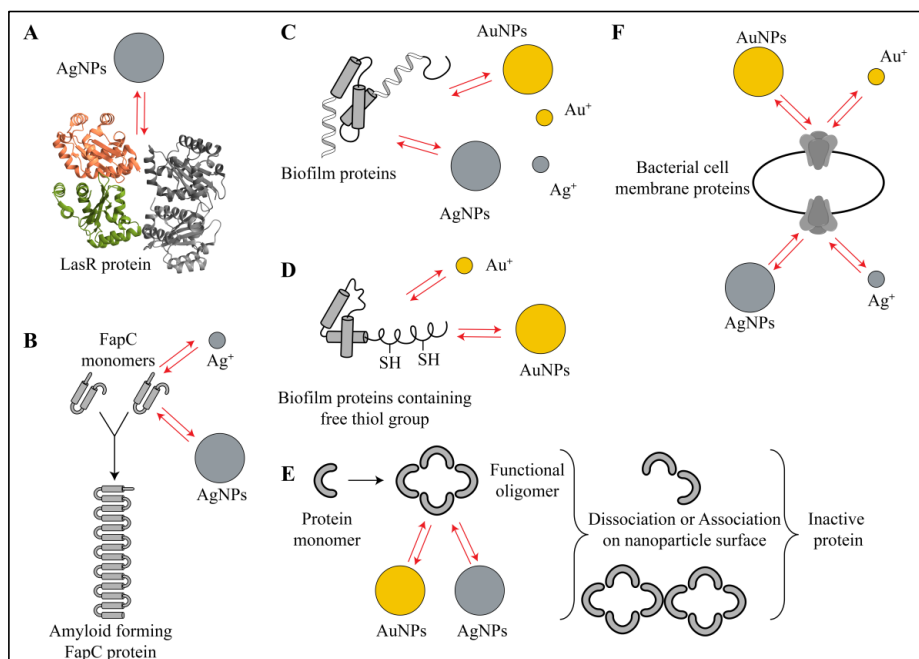 A
AgNPs
LasR protein
B
FapC
monomers
Ag⁺
AgNPs
Amyloid forming
FapC protein
C
AuNPs
Au⁺
Biofilm proteins
Ag⁺
AgNPs
D
Au⁺
SH
SH
AuNPs
Biofilm proteins containing
free thiol group
E
Protein
monomer
Functional
oligomer
AuNPs
AgNPs
Dissociation or Association
on nanoparticle surface
Inactive
protein
F
AuNPs
Au⁺
Bacterial cell
membrane proteins
AgNPs
Ag⁺